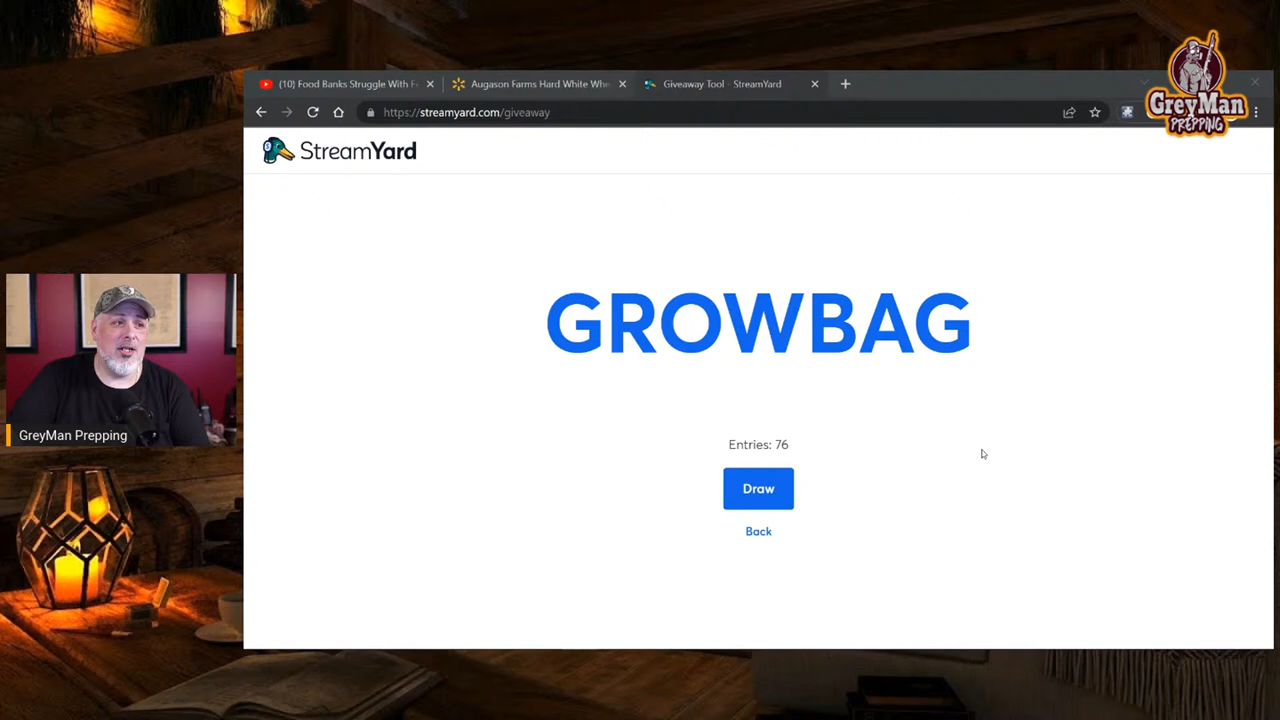 GreyMan
PREPPING
(10) Food Banks Struggle With F
Augason Farms Hard White Whe
Giveaway Tool - StreamYard
https://streamyard.com/giveaway
StreamYard
GROWBAG
Entries: 76
Draw
Back
GreyMan Prepping